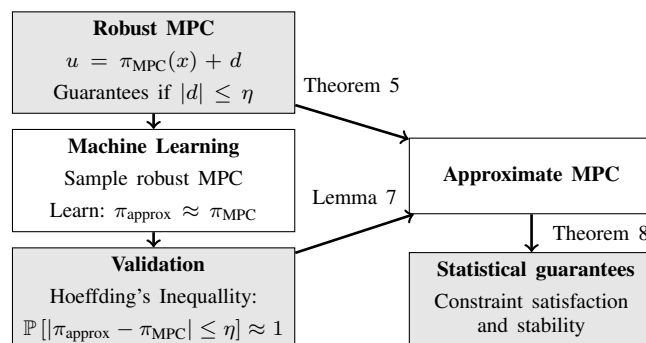 Robust MPC
u = π_MPC(x) + d
Guarantees if |d| ≤ η
Theorem 5
Machine Learning
Sample robust MPC
Learn: π_approx ≈ π_MPC
Lemma 7
Approximate MPC
Theorem 8
Validation
Hoeffding's Inequallity:
ℙ [|π_approx − π_MPC| ≤ η] ≈ 1
Statistical guarantees
Constraint satisfaction
and stability